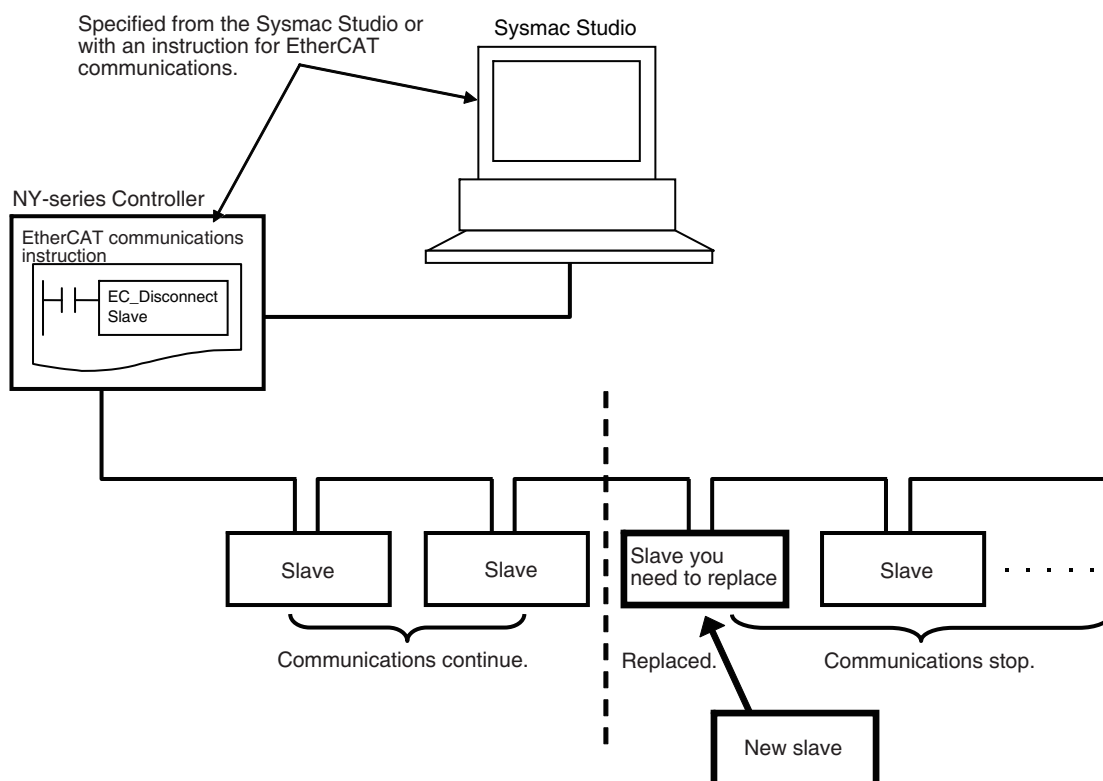 Specified from the Sysmac Studio or
with an instruction for EtherCAT
communications.
Sysmac Studio
NY-series Controller
EtherCAT communications
instruction
EC_Disconnect
Slave
Slave
Slave
Slave you
need to replace
Slave
. . . . . .
Communications continue.
Replaced.
Communications stop.
New slave